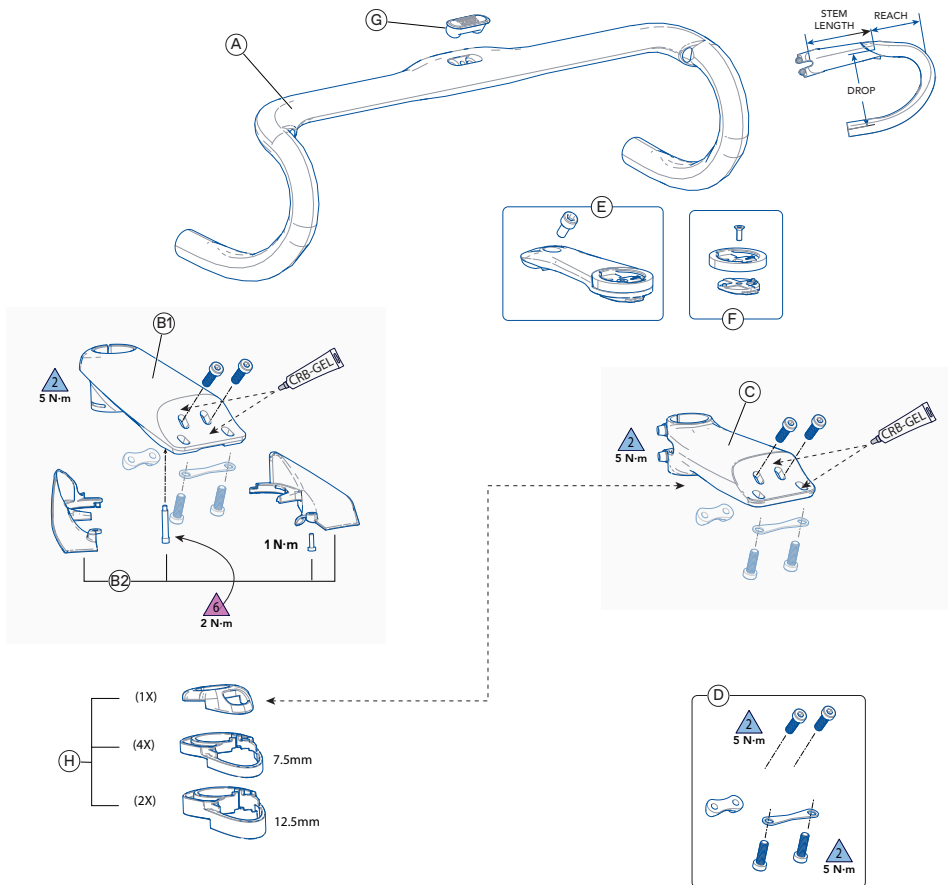 G
A
STEM
LENGTH
REACH
DROP
E
F
B1
CRB-GEL
2
5 N·m
C
CRB-GEL
2
5 N·m
1 N·m
B2
6
2 N·m
(1X)
(4X)
7.5mm
H
(2X)
12.5mm
D
2
5 N·m
2
5 N·m